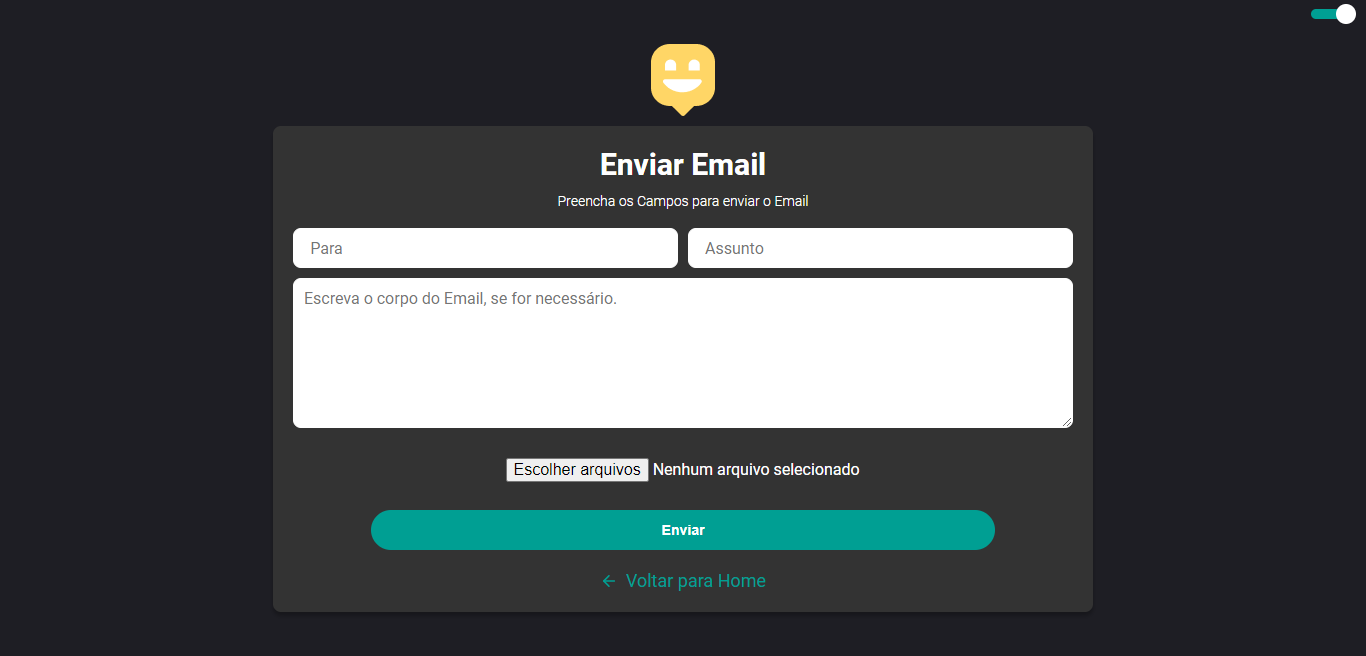 Enviar Email
Preencha os Campos para enviar o Email
Para
Assunto
Escreva o corpo do Email, se for necessário.
Escolher arquivos Nenhum arquivo selecionado
Enviar
Voltar para Home